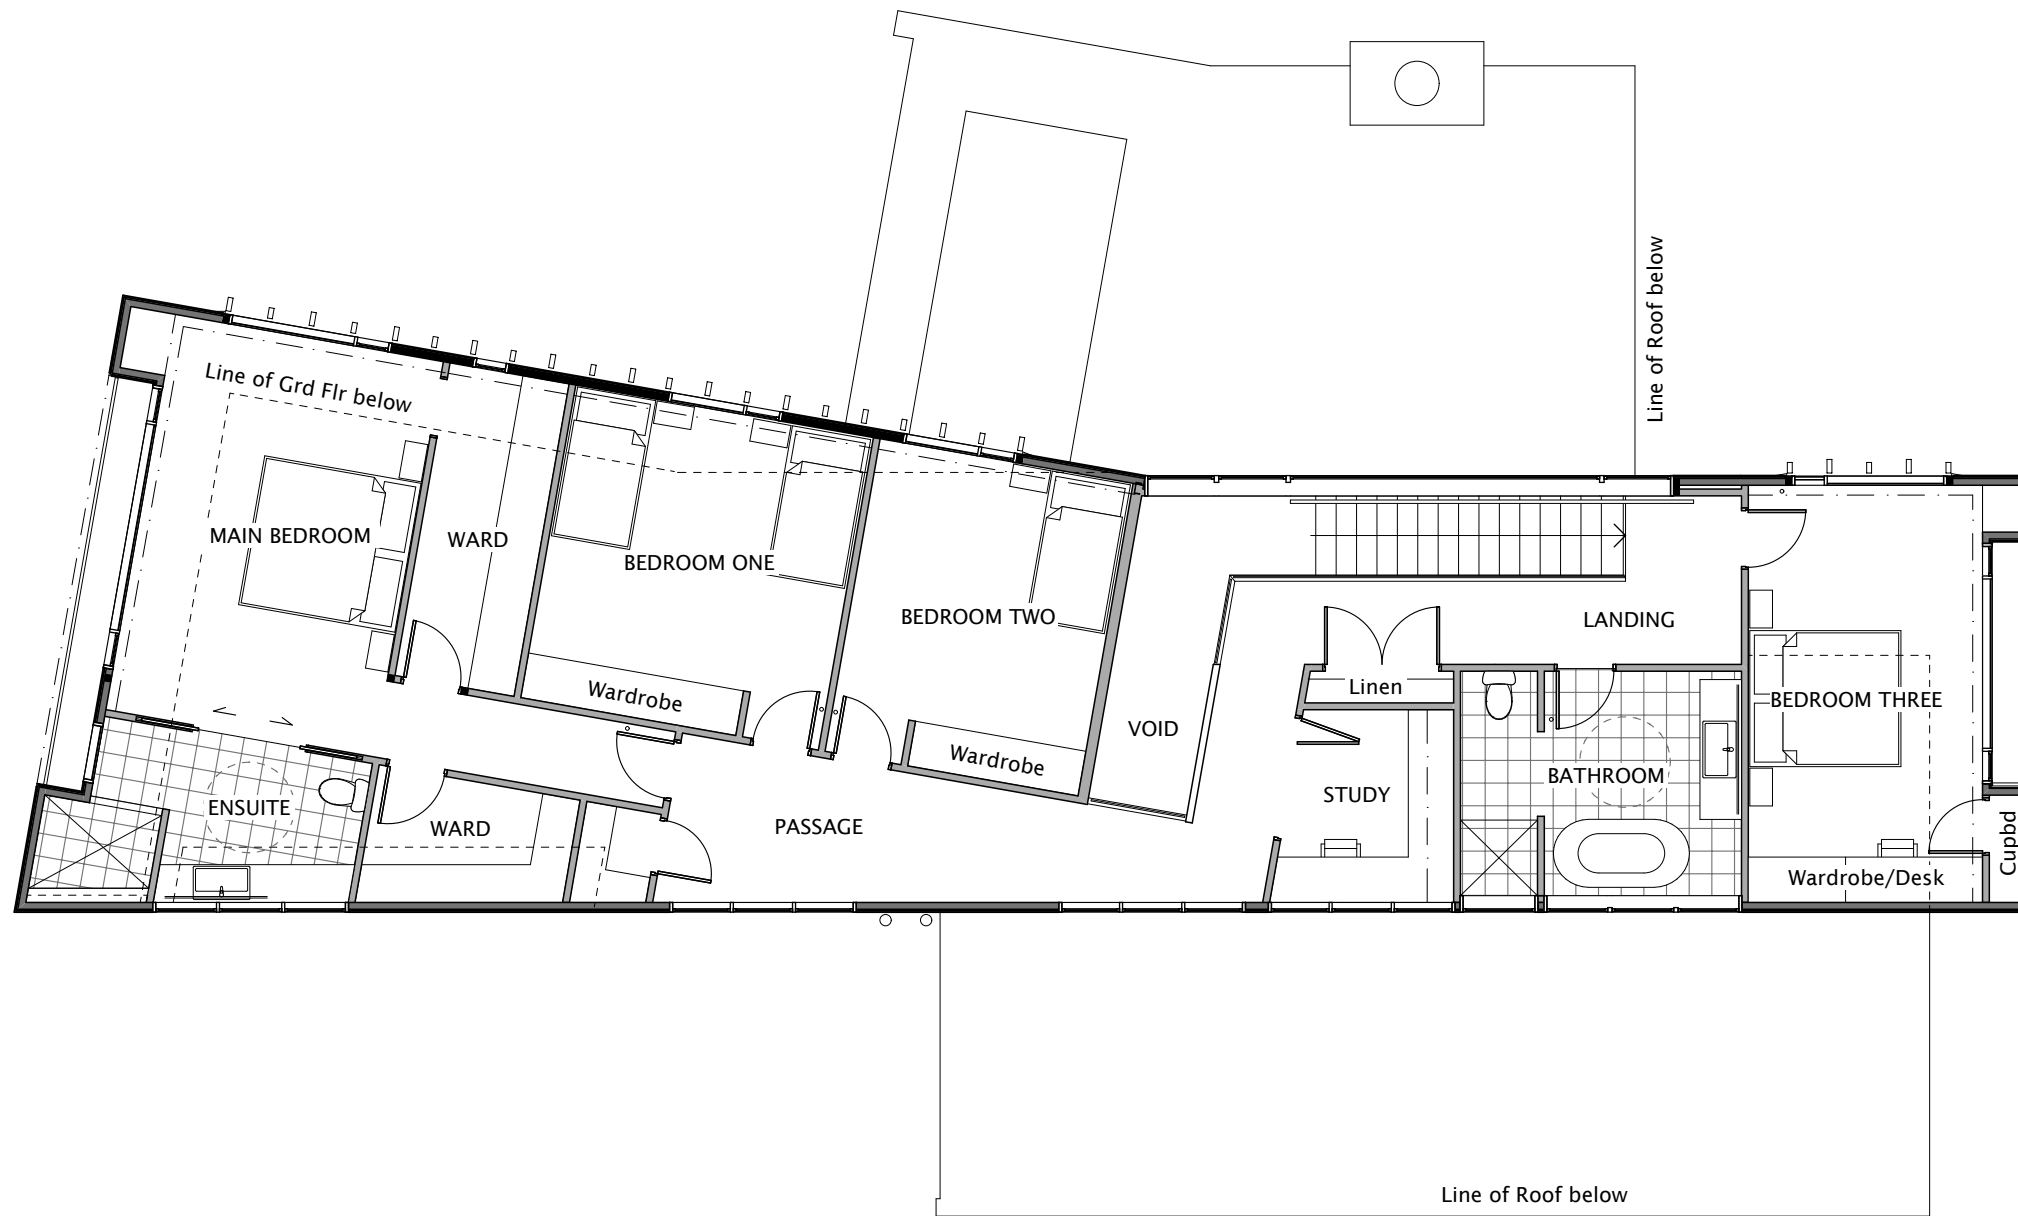 Line of Roof below
Line of Grd Flr below
MAIN BEDROOM
WARD
BEDROOM ONE
BEDROOM TWO
LANDING
Linen
Wardrobe
BEDROOM THREE
VOID
Wardrobe
BATHROOM
STUDY
ENSUITE
WARD
PASSAGE
Cupbd
Wardrobe/Desk
Line of Roof below